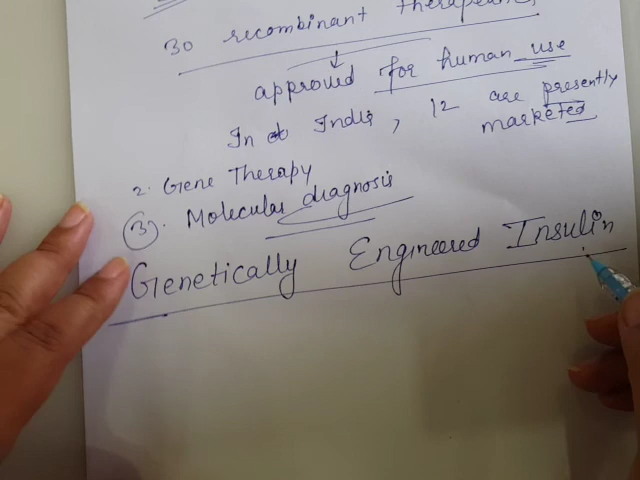 30 recombinant therapeutic
approved for human use
In India, 12 are presently
marketed
2. Gene Therapy
3. Molecular diagnosis
Genetically Engineered Insulin